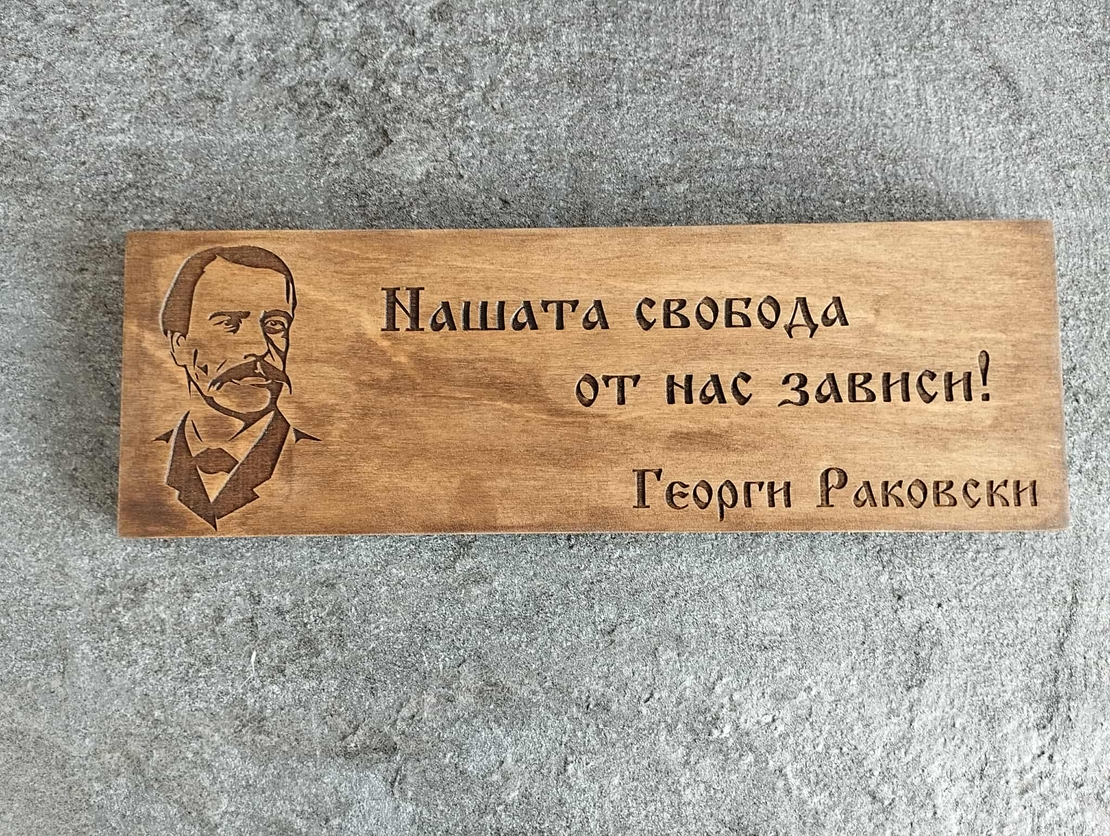 Нашата свобода
от нас зависи!
Георги Раковски